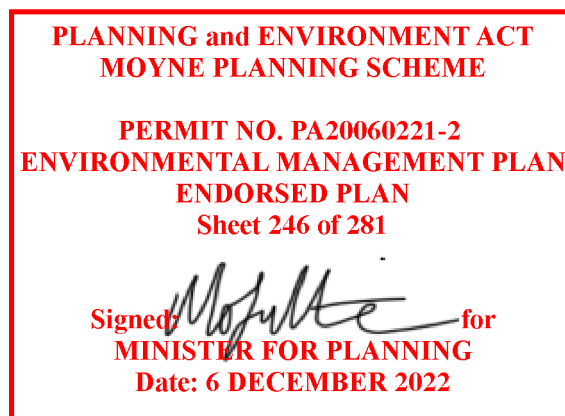 PLANNING and ENVIRONMENT ACT
MOYNE PLANNING SCHEME
PERMIT NO. PA20060221-2
ENVIRONMENTAL MANAGEMENT PLAN
ENDORSED PLAN
Sheet 246 of 281
Signed: for
MINISTER FOR PLANNING
Date: 6 DECEMBER 2022